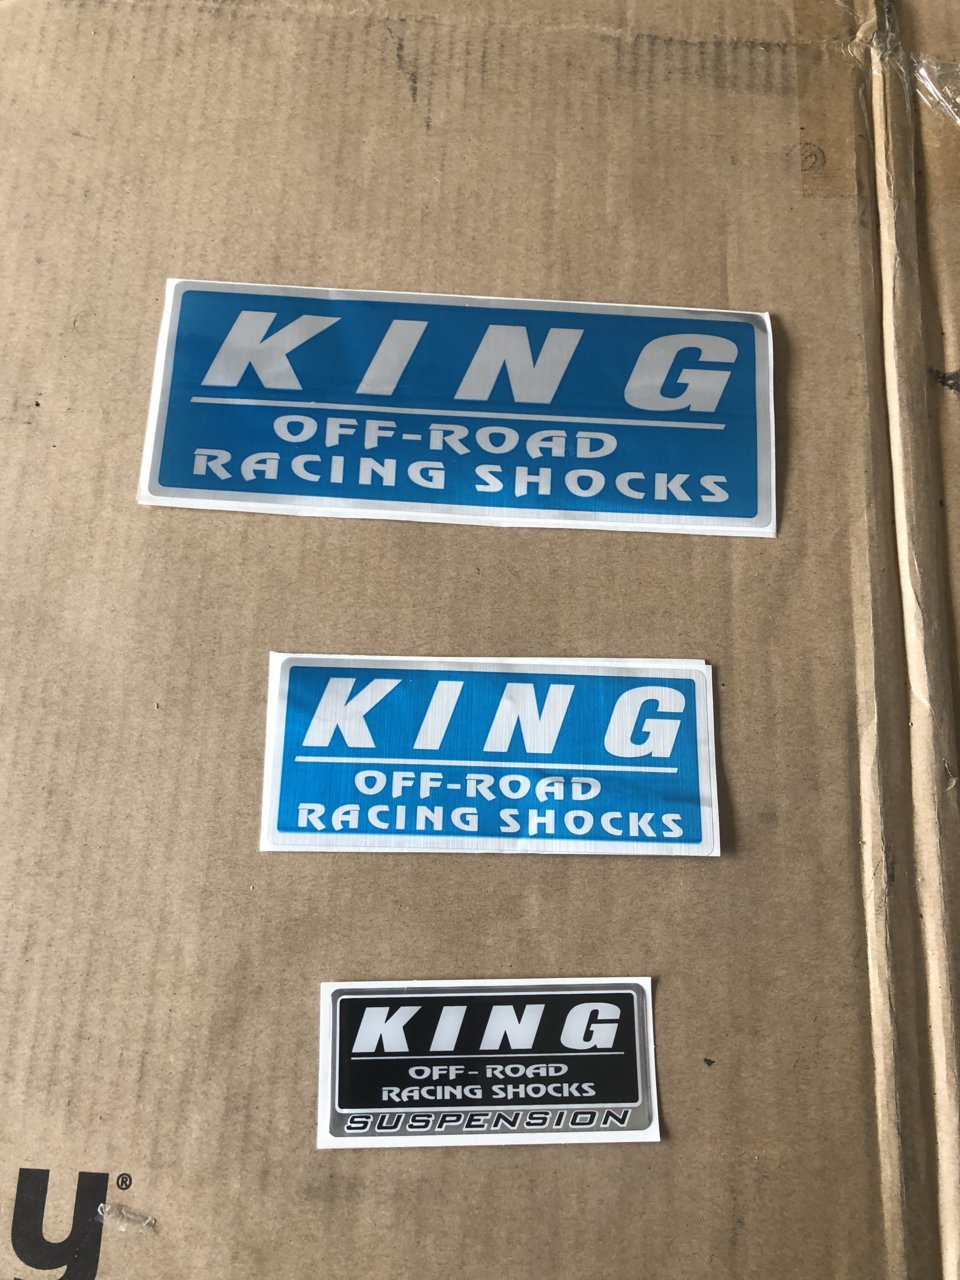 KING
OFF-ROAD
RACING SHOCKS
KING
OFF-ROAD
RACING SHOCKS
KING
OFF-ROAD
RACING SHOCKS
SUSPENSION
y®